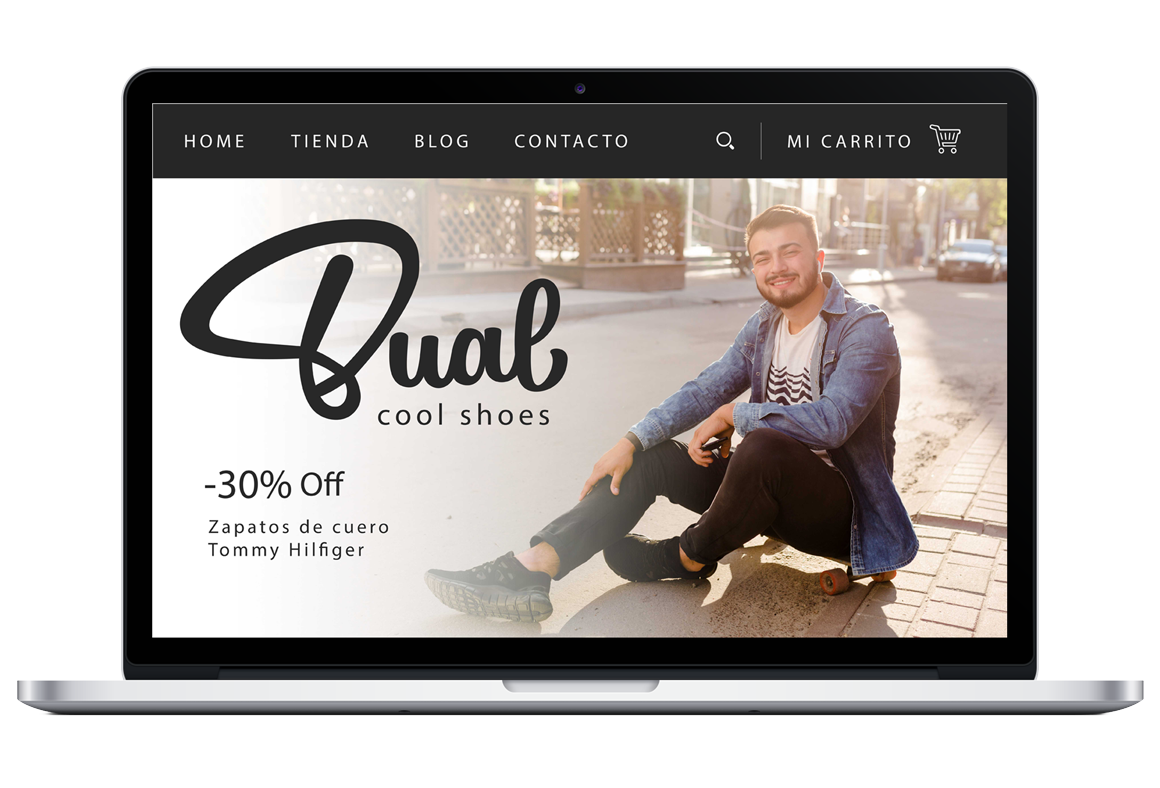 HOME TIENDA BLOG CONTACTO MI CARRITO
Dual
cool shoes
-30% Off
Zapatos de cuero
Tommy Hilfiger